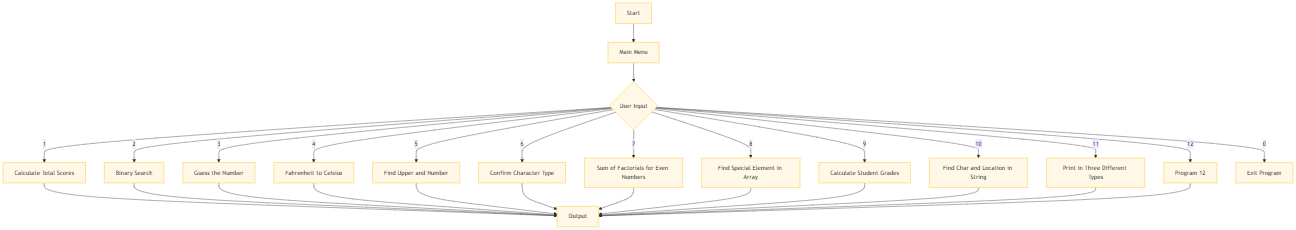 Start
Main Menu
User Input
1
2
3
4
5
6
7
8
9
10
11
12
0
Calculate Total Scores
Binary Search
Guess the Number
Fahrenheit to Celsius
Find Upper and Number
Confirm Character Type
Sum of Factorials for Even
Numbers
Find Special Element in
Array
Calculate Student Grades
Find Char and Location in
String
Print in Three Different
Types
Program 12
Exit Program
Output